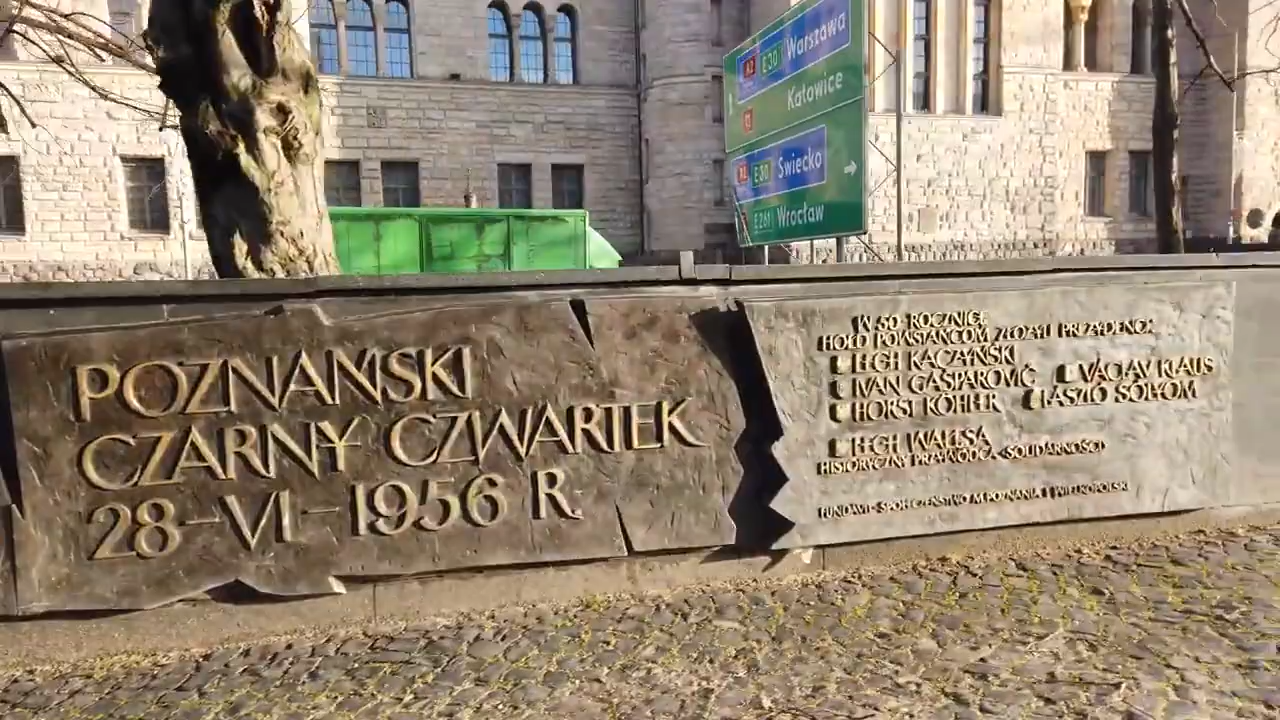 A2 E30 Warszawa
Katowice
11
A2 E30 Świecko
E261 Wrocław
POZNAŃSKI
CZARNY CZWARTEK
28-VI-1956 R.
W 50 ROCZNICĘ
HOŁD POWSTAŃCOM ZŁOŻYLI PREZYDENCI
LECH KACZYŃSKI
IVAN GAŠPAROVIČ VÁCLAV KLAUS
HORST KÖHLER LÁSZLÓ SÓLYOM
LECH WAŁĘSA
HISTORYCZNY PRZYWÓDCA SOLIDARNOŚCI
SPOŁECZEŃSTWO M. POZNANIA I WIELKOPOLSKI